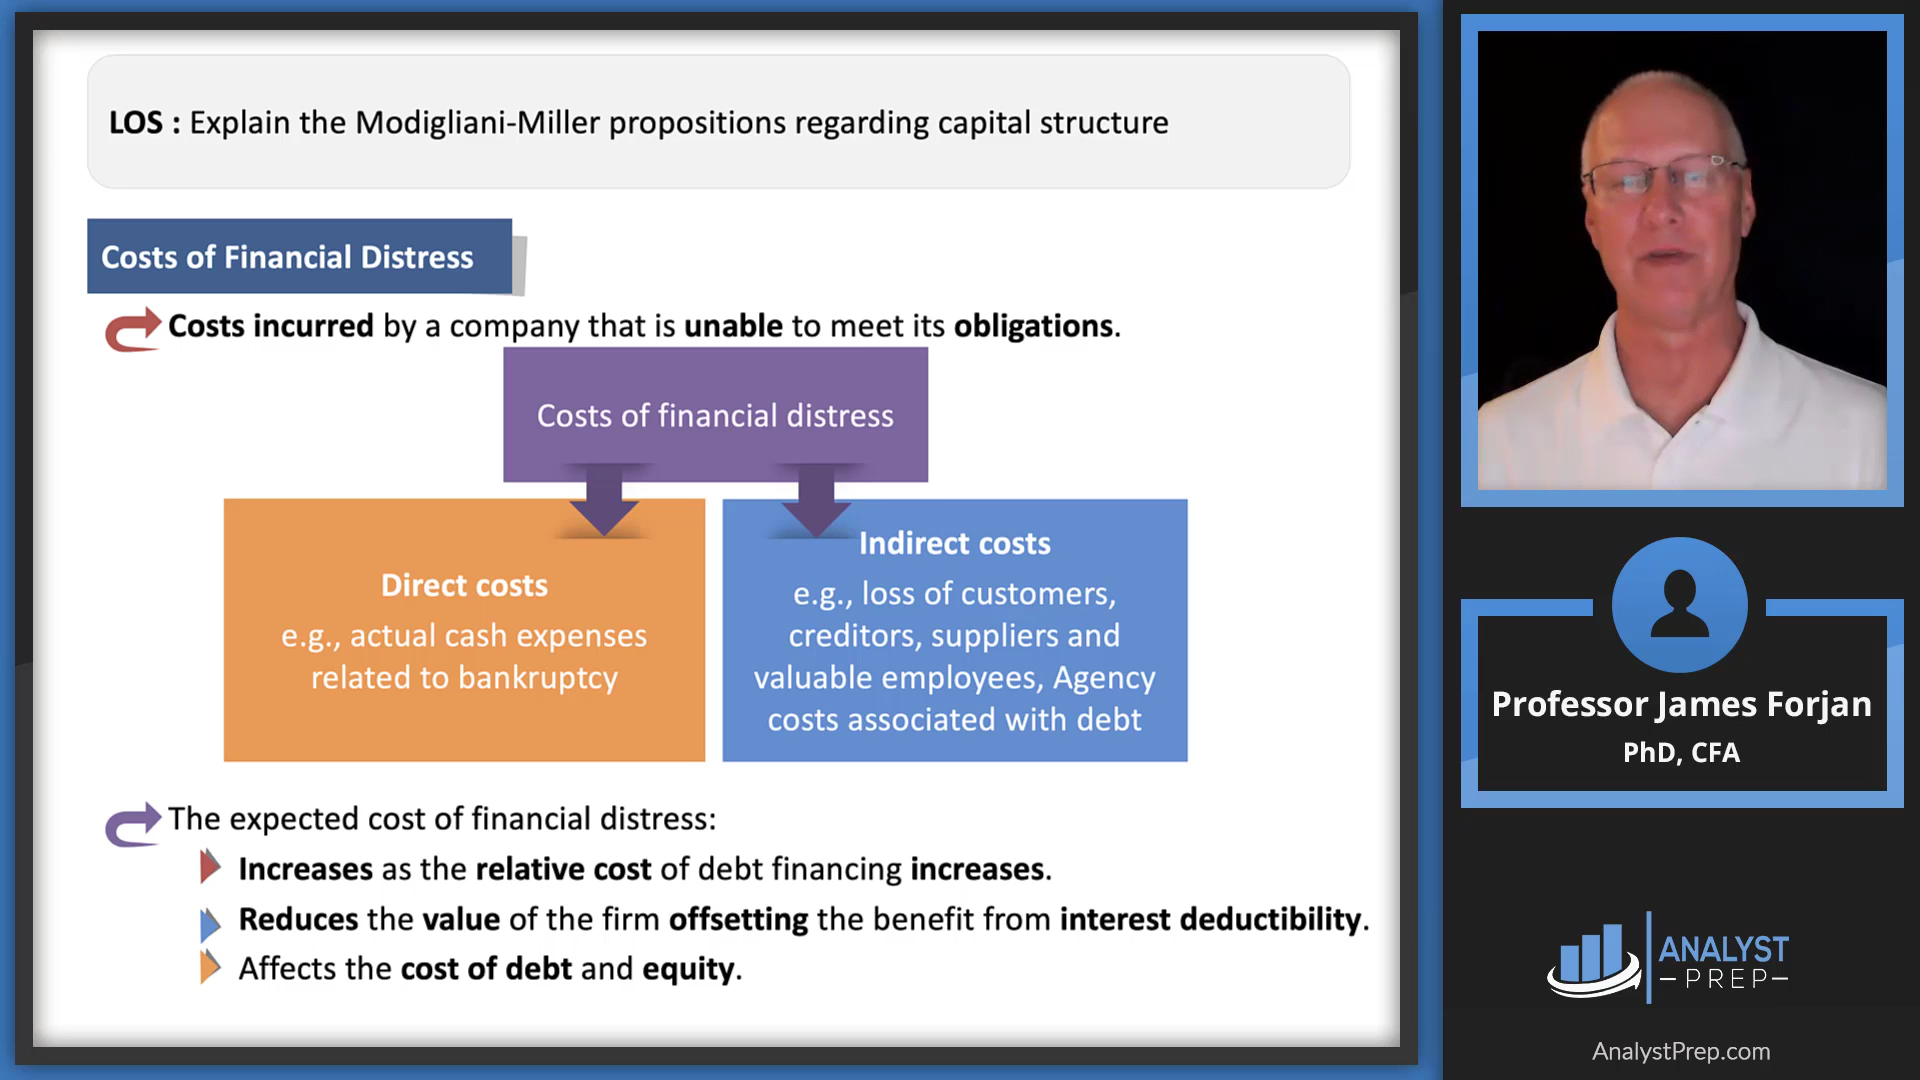 LOS : Explain the Modigliani-Miller propositions regarding capital structure
Costs of Financial Distress
Costs incurred by a company that is unable to meet its obligations.
Costs of financial distress
Direct costs
e.g., actual cash expenses
related to bankruptcy
Indirect costs
e.g., loss of customers,
creditors, suppliers and
valuable employees, Agency
costs associated with debt
The expected cost of financial distress:
Increases as the relative cost of debt financing increases.
Reduces the value of the firm offsetting the benefit from interest deductibility.
Affects the cost of debt and equity.
Professor James Forjan
PhD, CFA
ANALYST
PREP
AnalystPrep.com